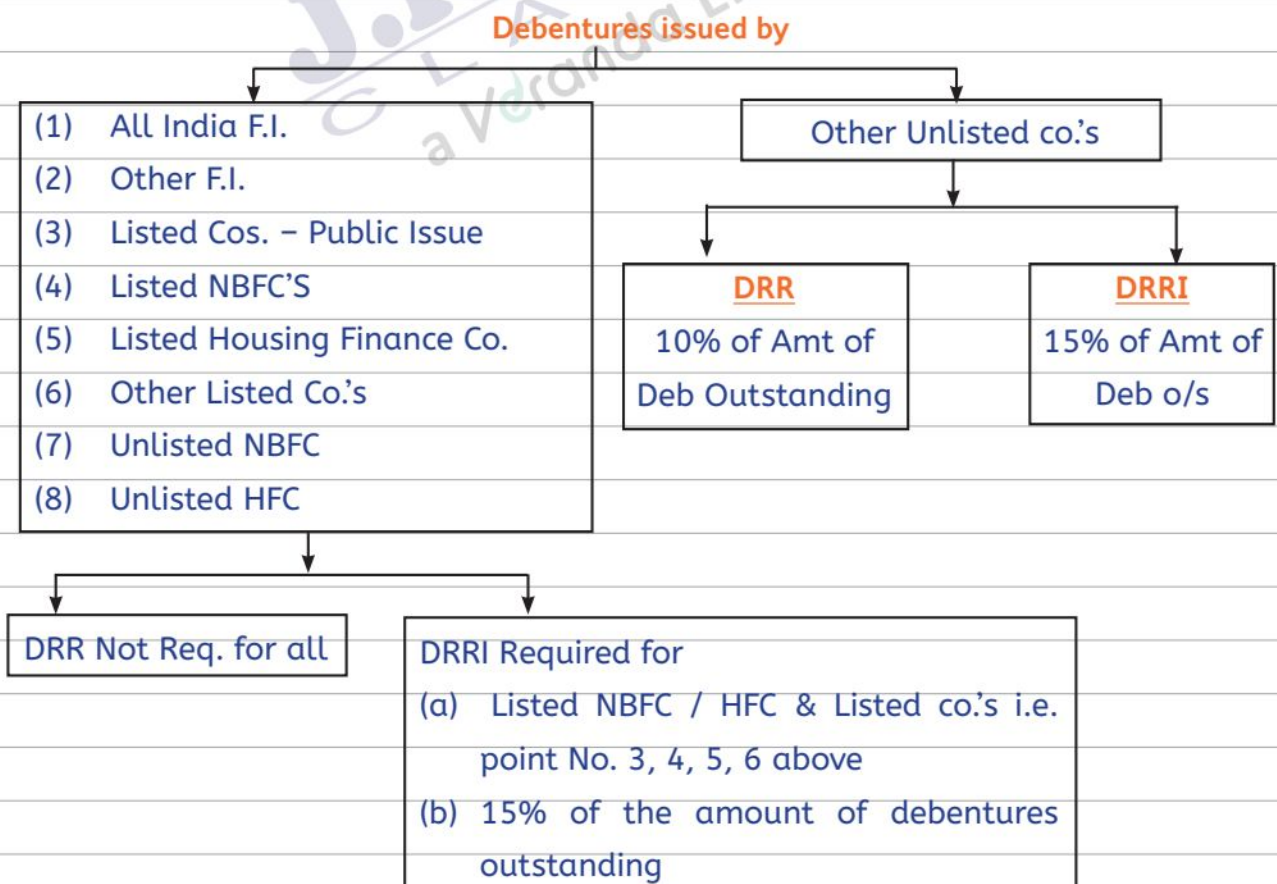 Debentures issued by
(1) All India F.I.
(2) Other F.I.
(3) Listed Cos. – Public Issue
(4) Listed NBFC'S
(5) Listed Housing Finance Co.
(6) Other Listed Co.'s
(7) Unlisted NBFC
(8) Unlisted HFC
Other Unlisted co.'s
DRR
10% of Amt of
Deb Outstanding
DRRI
15% of Amt of
Deb o/s
DRR Not Req. for all
DRRI Required for
(a) Listed NBFC / HFC & Listed co.'s i.e.
point No. 3, 4, 5, 6 above
(b) 15% of the amount of debentures
outstanding
a Veranda